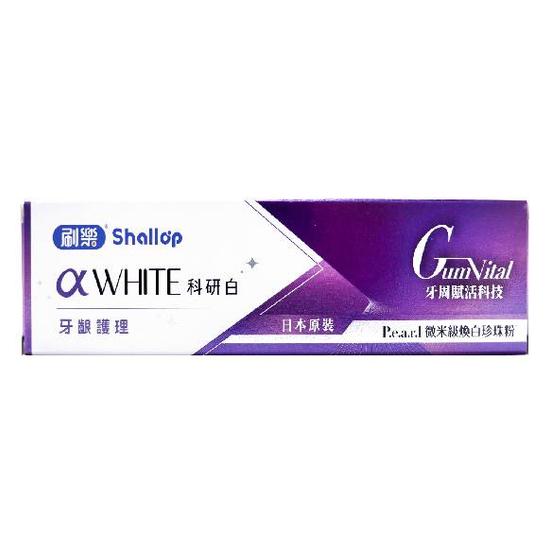 刷樂® Shallop
α WHITE 科研白
牙齦護理
日本原裝
GumVital
牙周賦活科技
P.e.a.r.l 微米級煥白珍珠粉